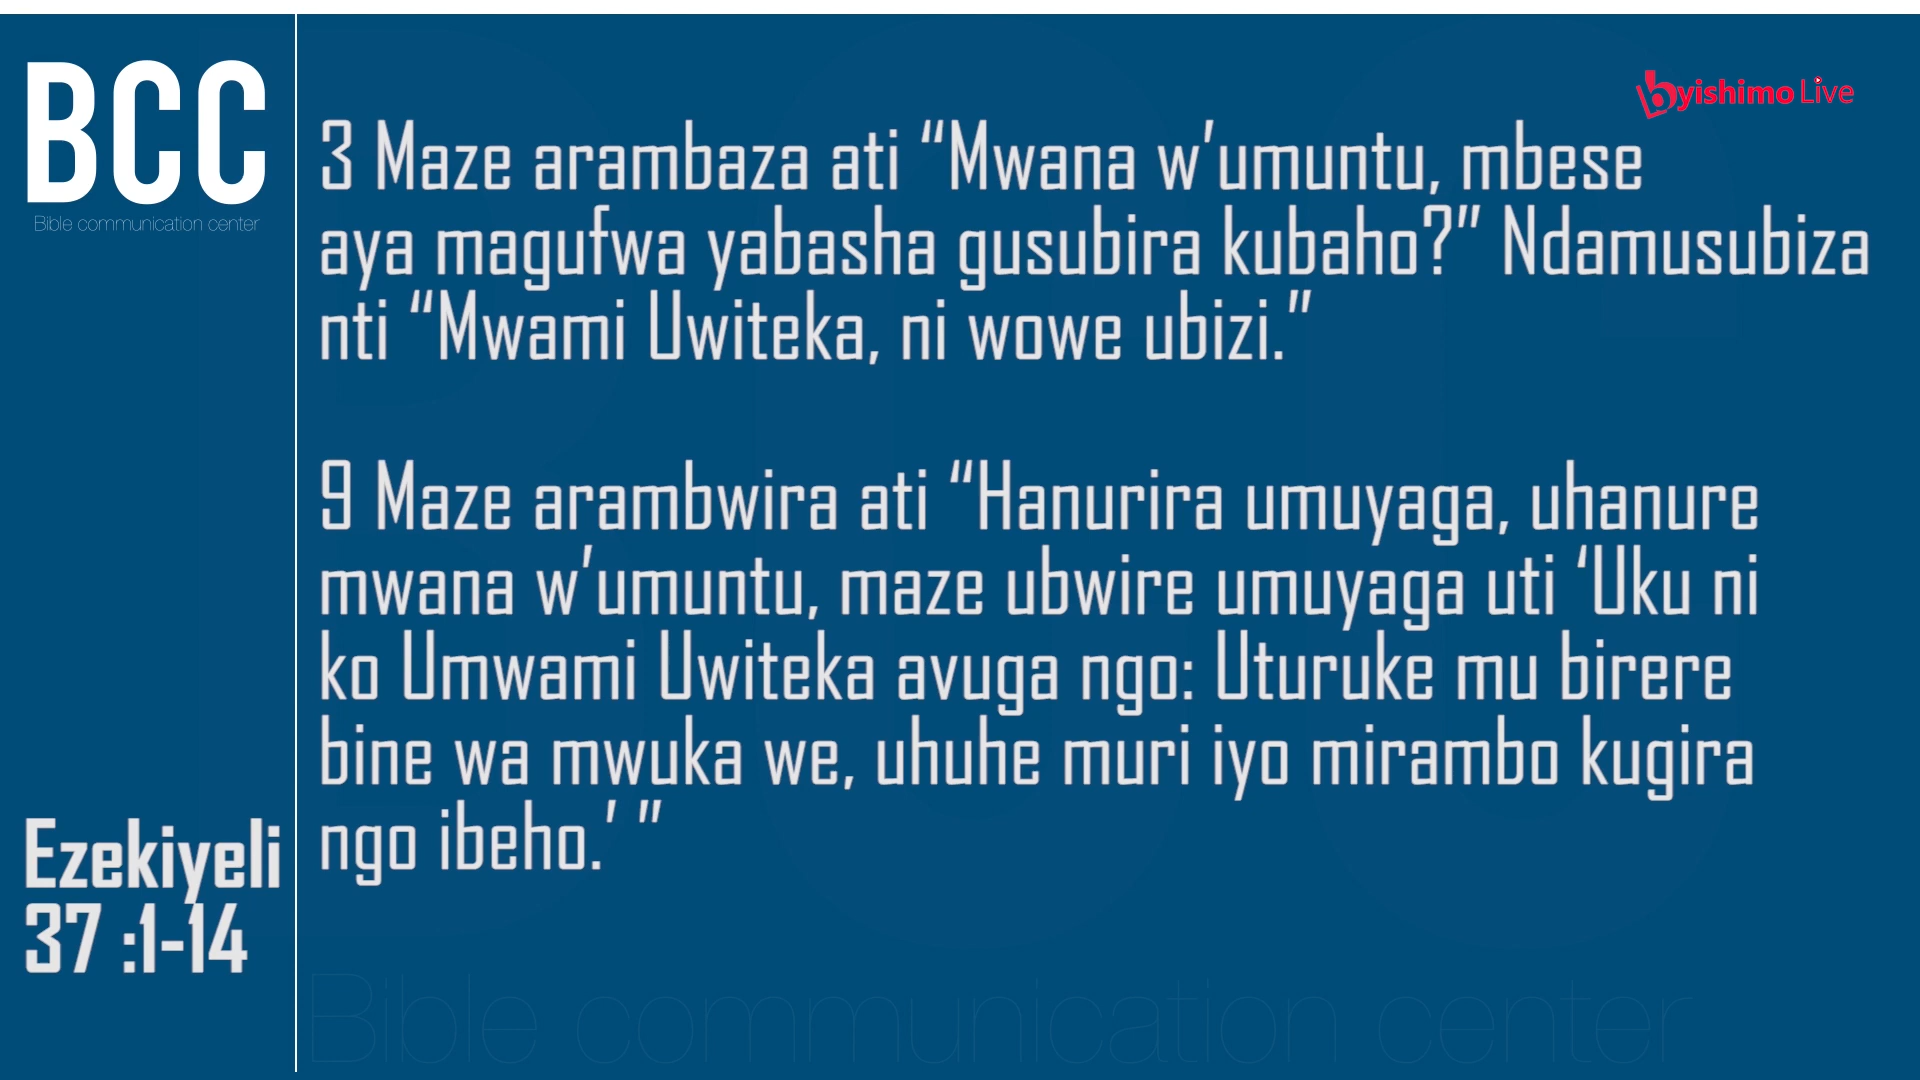 BCC
Bible communication center
Ezekiyeli
37 :1-14
byishimo Live
3 Maze arambaza ati “Mwana w’umuntu, mbese
aya magufwa yabasha gusubira kubaho?” Ndamusubiza
nti “Mwami Uwiteka, ni wowe ubizi.”
9 Maze arambwira ati “Hanurira umuyaga, uhanure
mwana w’umuntu, maze ubwire umuyaga uti ‘Uku ni
ko Umwami Uwiteka avuga ngo: Uturuke mu birere
bine wa mwuka we, uhuhe muri iyo mirambo kugira
ngo ibeho.’ ”
Bible communication center